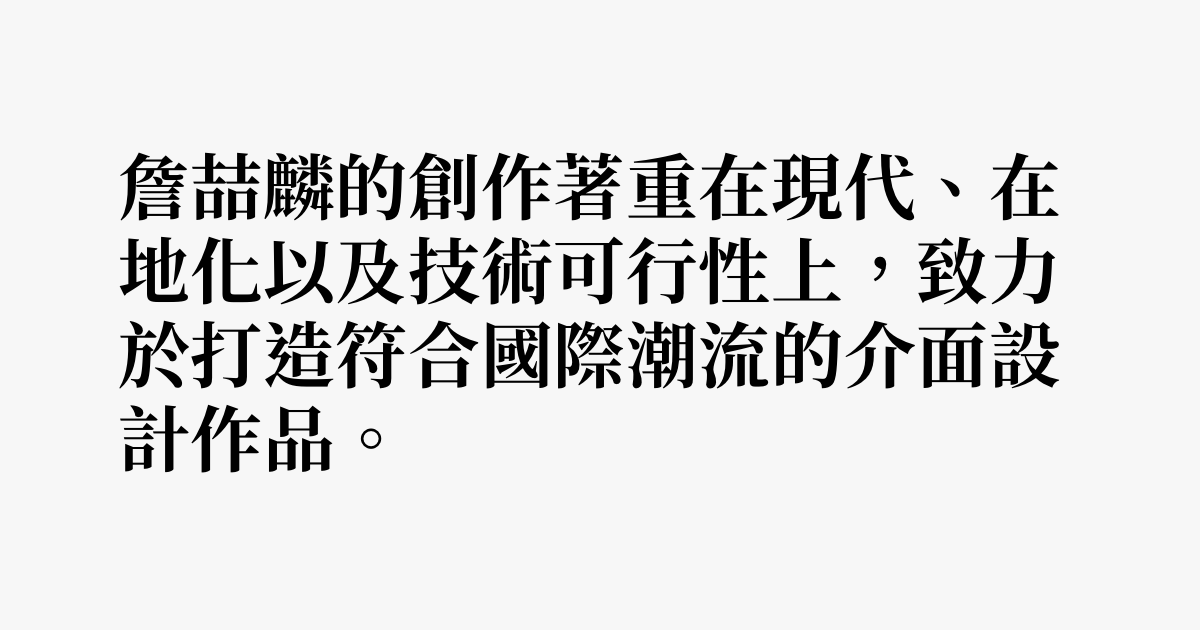 詹喆麟的創作著重在現代、在
地化以及技術可行性上，致力
於打造符合國際潮流的介面設
計作品。